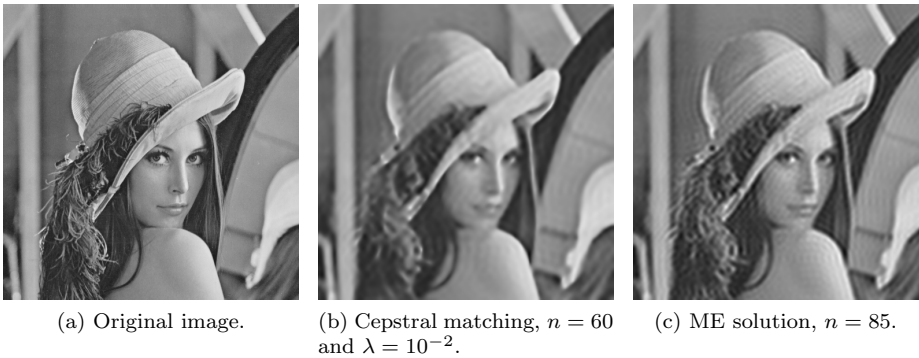 (a) Original image.
(b) Cepstral matching, n = 60
and λ = 10⁻².
(c) ME solution, n = 85.